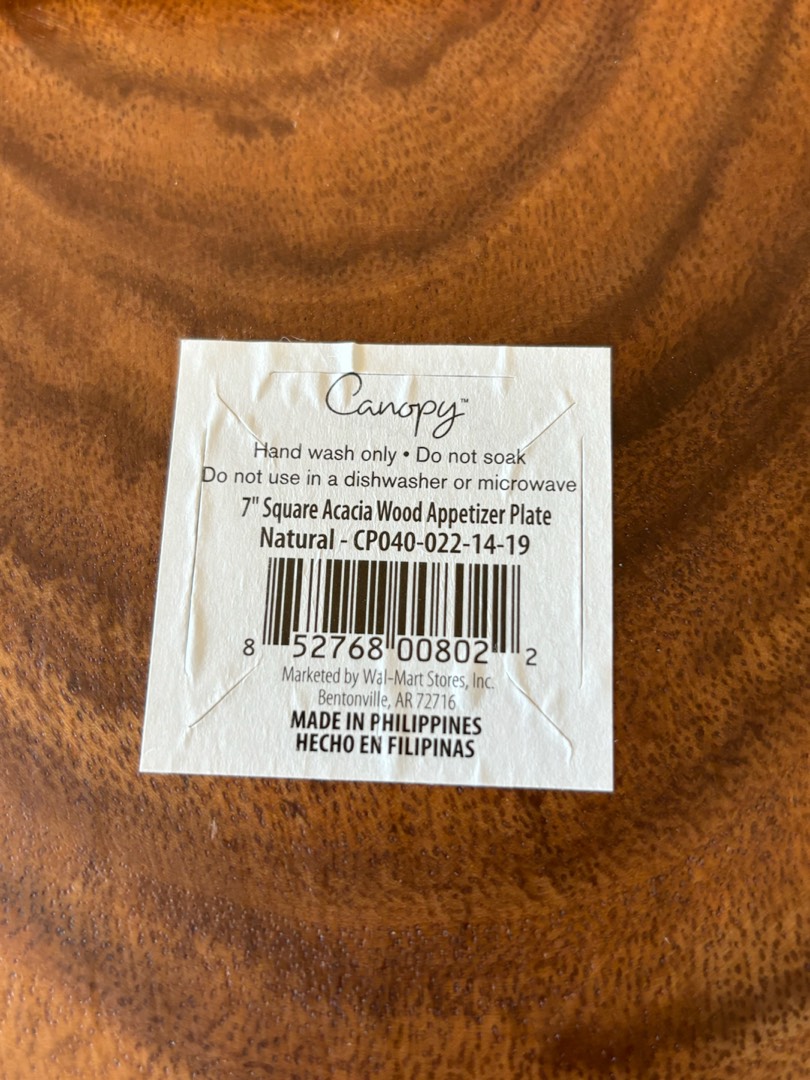 Canopy™
Hand wash only • Do not soak
Do not use in a dishwasher or microwave
7" Square Acacia Wood Appetizer Plate
Natural - CP040-022-14-19
8 52768 00802 2
Marketed by Wal-Mart Stores, Inc.
Bentonville, AR 72716
MADE IN PHILIPPINES
HECHO EN FILIPINAS